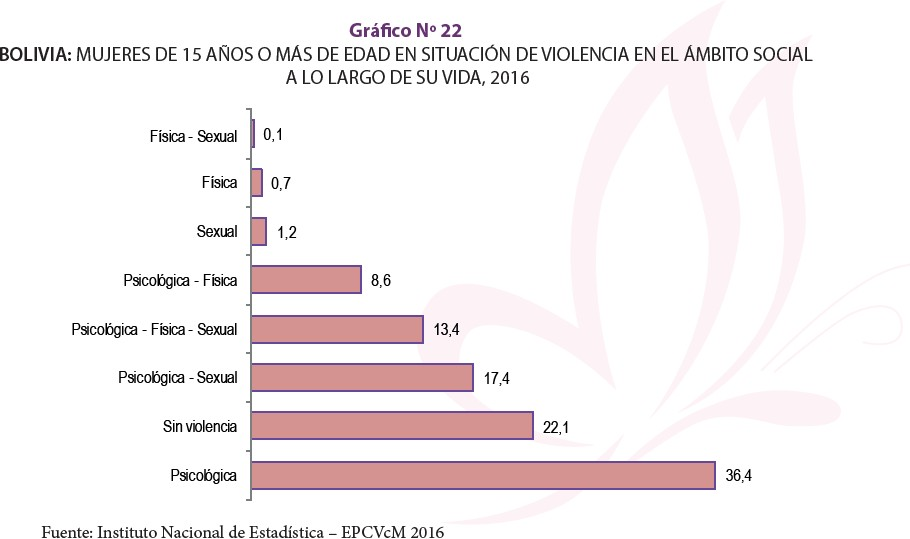 Gráfico Nº 22
BOLIVIA: MUJERES DE 15 AÑOS O MÁS DE EDAD EN SITUACIÓN DE VIOLENCIA EN EL ÁMBITO SOCIAL
A LO LARGO DE SU VIDA, 2016
Física - Sexual 0,1
Física 0,7
Sexual 1,2
Psicológica - Física 8,6
Psicológica - Física - Sexual 13,4
Psicológica - Sexual 17,4
Sin violencia 22,1
Psicológica 36,4
Fuente: Instituto Nacional de Estadística – EPCVcM 2016